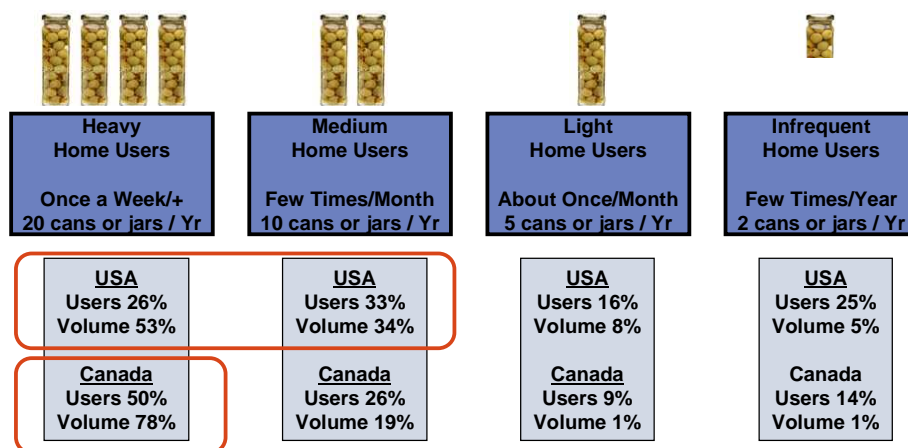 Heavy
Home Users
Once a Week/+
20 cans or jars / Yr
Medium
Home Users
Few Times/Month
10 cans or jars / Yr
Light
Home Users
About Once/Month
5 cans or jars / Yr
Infrequent
Home Users
Few Times/Year
2 cans or jars / Yr
USA
Users 26%
Volume 53%
USA
Users 33%
Volume 34%
USA
Users 16%
Volume 8%
USA
Users 25%
Volume 5%
Canada
Users 50%
Volume 78%
Canada
Users 26%
Volume 19%
Canada
Users 9%
Volume 1%
Canada
Users 14%
Volume 1%